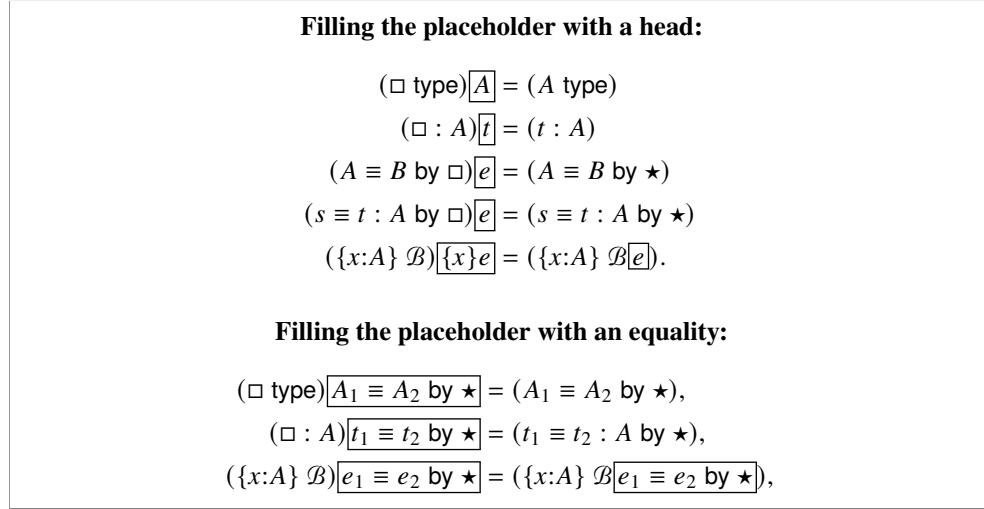 Filling the placeholder with a head:
(□ type)[A] = (A type)
(□ : A)[t] = (t : A)
(A ≡ B by □)[e] = (A ≡ B by ★)
(s ≡ t : A by □)[e] = (s ≡ t : A by ★)
({x:A} ℬ)[{x}e] = ({x:A} ℬ[e]).
Filling the placeholder with an equality:
(□ type)[A₁ ≡ A₂ by ★] = (A₁ ≡ A₂ by ★),
(□ : A)[t₁ ≡ t₂ by ★] = (t₁ ≡ t₂ : A by ★),
({x:A} ℬ)[e₁ ≡ e₂ by ★] = ({x:A} ℬ[e₁ ≡ e₂ by ★]),